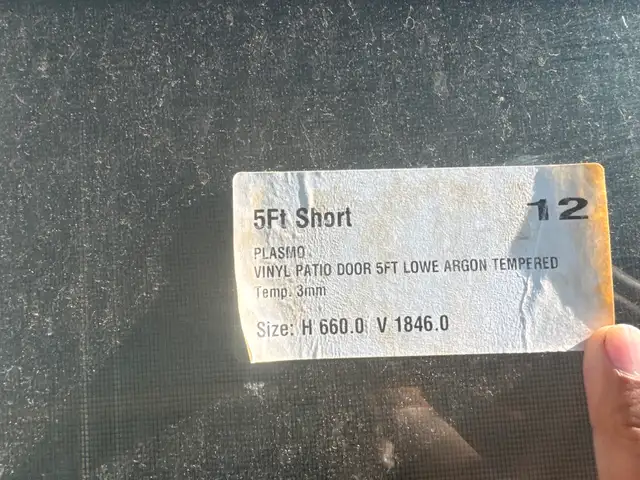 5Ft Short 12
PLASMO
VINYL PATIO DOOR 5FT LOWE ARGON TEMPERED
Temp. 3mm
Size: H 660.0 V 1846.0